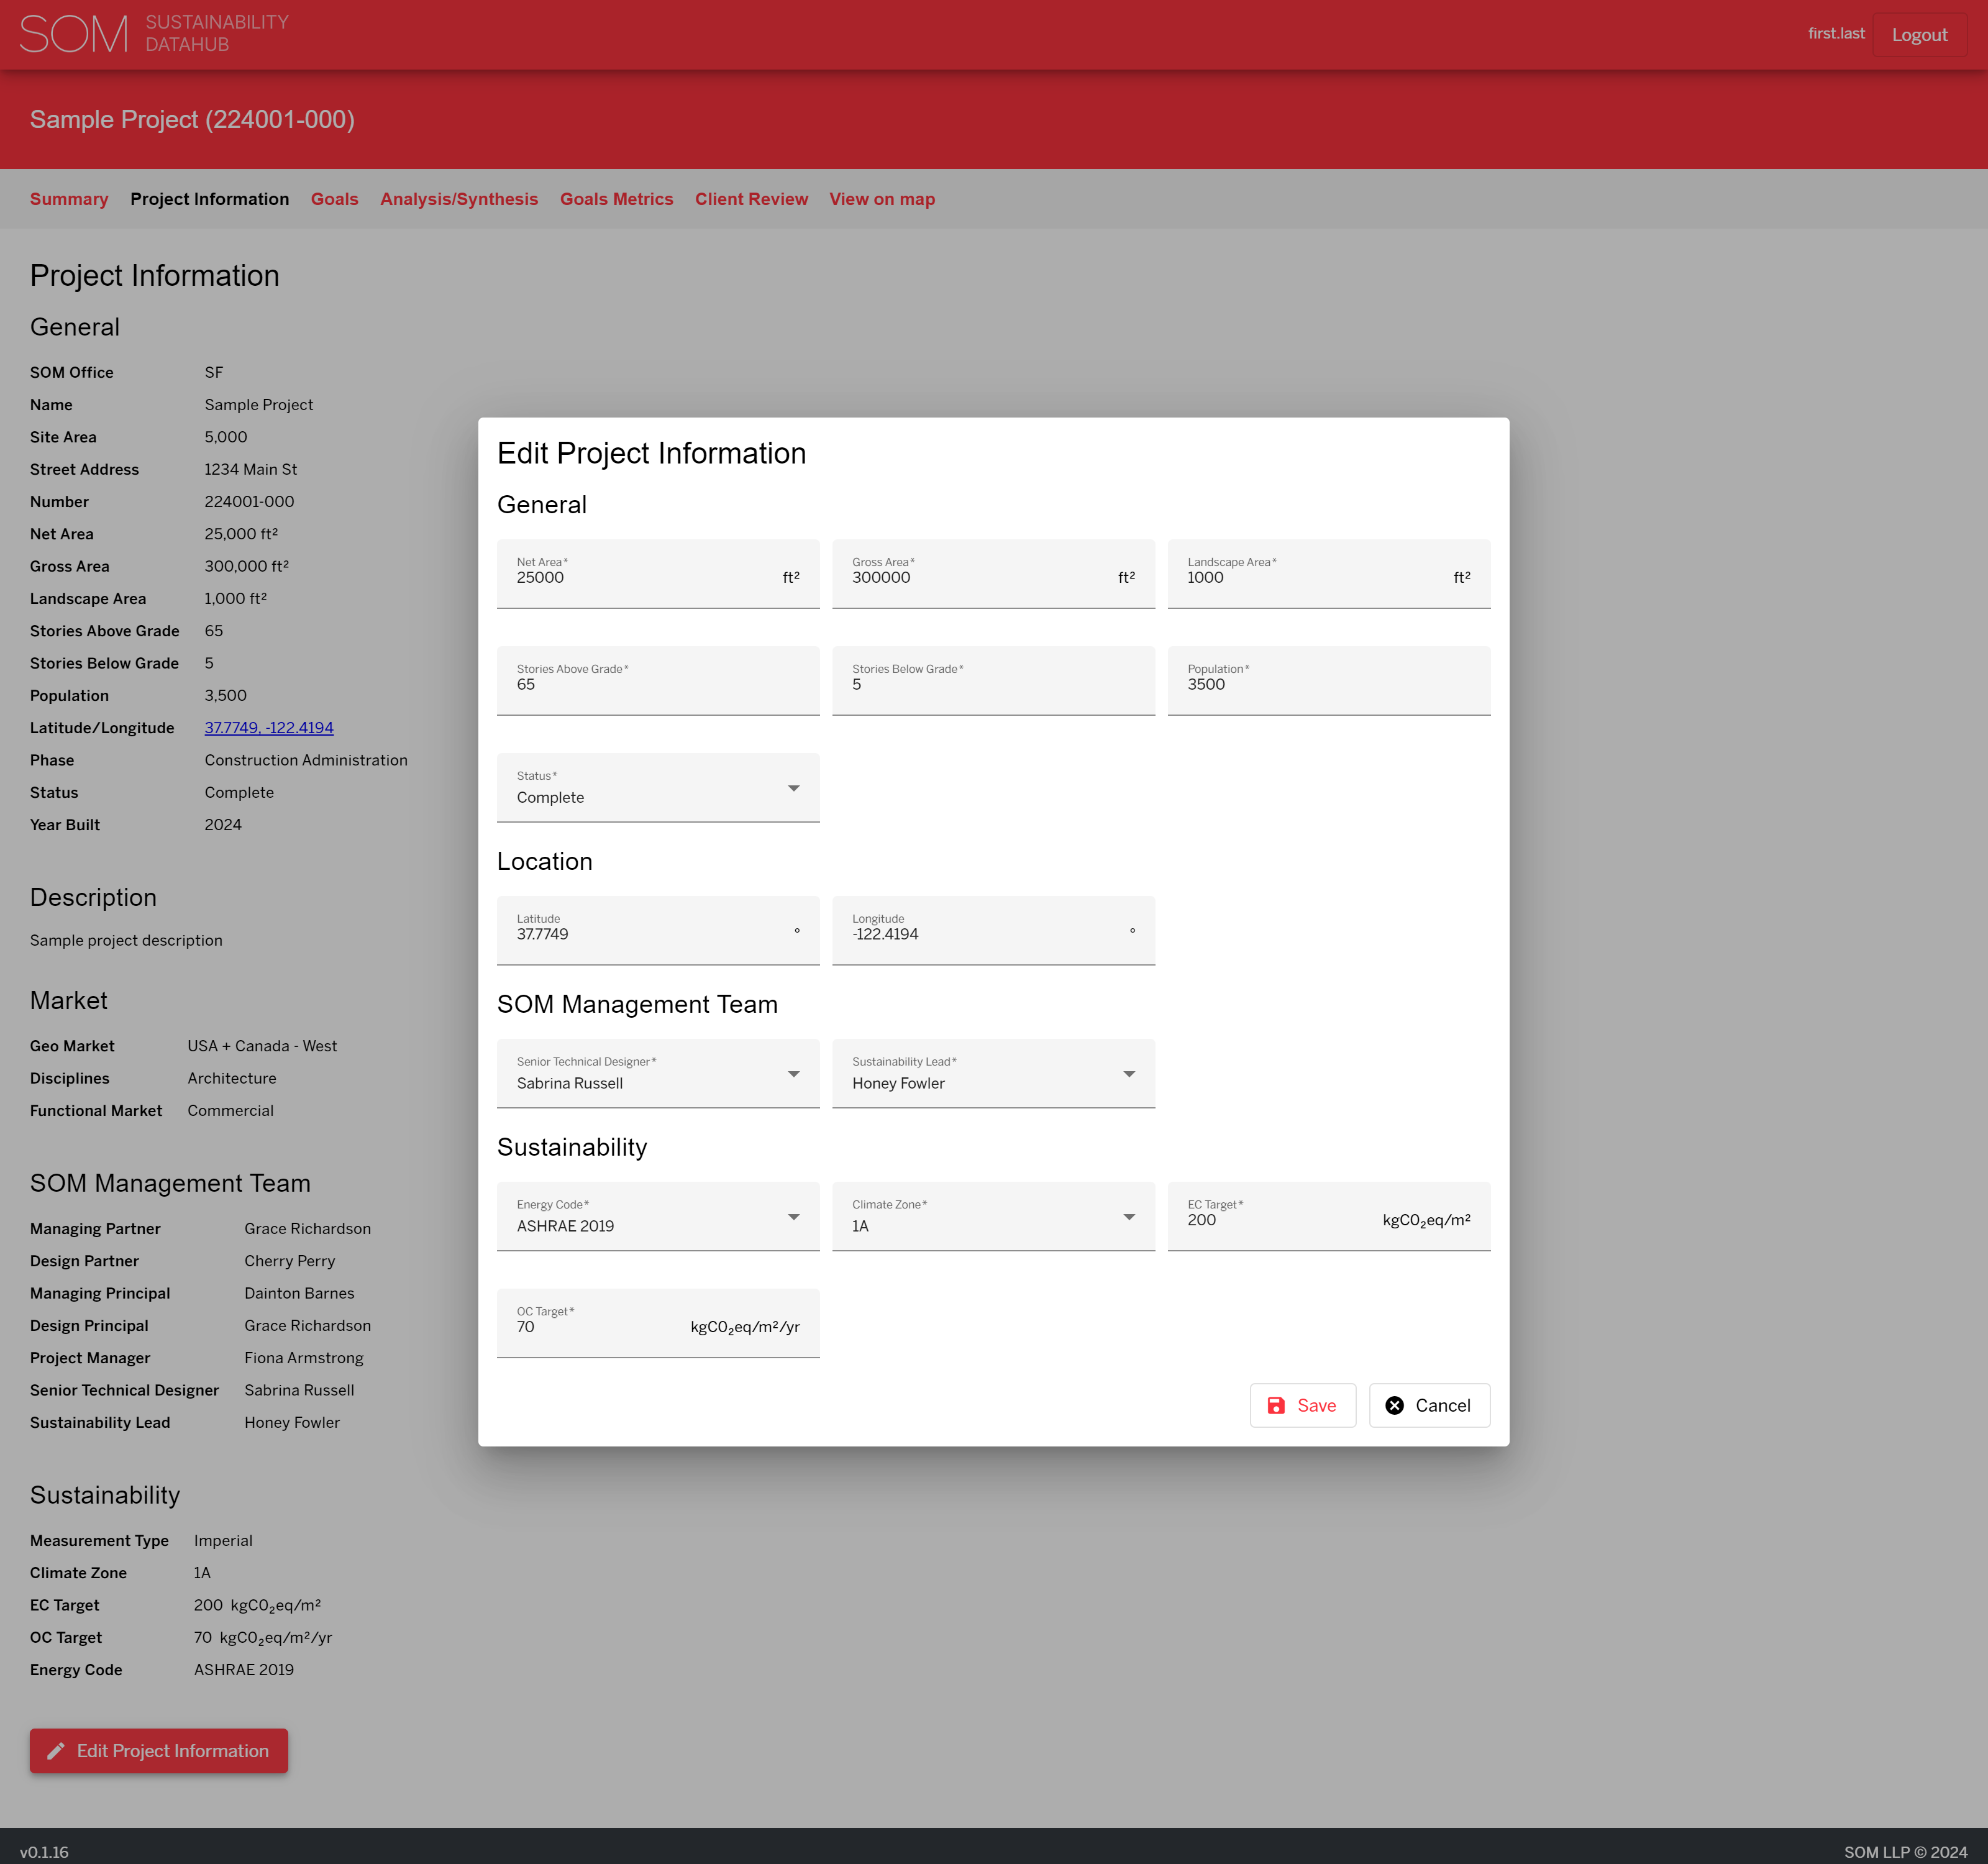 SOM SUSTAINABILITY DATAHUB
first.last Logout
Sample Project (224001-000)
Summary Project Information Goals Analysis/Synthesis Goals Metrics Client Review View on map
Project Information
General
SOM Office SF
Name Sample Project
Site Area 5,000
Street Address 1234 Main St
Number 224001-000
Net Area 25,000 ft²
Gross Area 300,000 ft²
Landscape Area 1,000 ft²
Stories Above Grade 65
Stories Below Grade 5
Population 3,500
Latitude/Longitude 37.7749, -122.4194
Phase Construction Administration
Status Complete
Year Built 2024
Description
Sample project description
Market
Geo Market USA + Canada - West
Disciplines Architecture
Functional Market Commercial
SOM Management Team
Managing Partner Grace Richardson
Design Partner Cherry Perry
Managing Principal Dainton Barnes
Design Principal Grace Richardson
Project Manager Fiona Armstrong
Senior Technical Designer Sabrina Russell
Sustainability Lead Honey Fowler
Sustainability
Measurement Type Imperial
Climate Zone 1A
EC Target 200 kgC0₂eq/m²
OC Target 70 kgC0₂eq/m²/yr
Energy Code ASHRAE 2019
Edit Project Information
Edit Project Information
General
Net Area* Gross Area* Landscape Area*
25000 ft² 300000 ft² 1000 ft²
Stories Above Grade* Stories Below Grade* Population*
65 5 3500
Status*
Complete
Location
Latitude Longitude
37.7749 ° -122.4194 °
SOM Management Team
Senior Technical Designer* Sustainability Lead*
Sabrina Russell Honey Fowler
Sustainability
Energy Code* Climate Zone* EC Target*
ASHRAE 2019 1A 200 kgC0₂eq/m²
OC Target*
70 kgC0₂eq/m²/yr
Save Cancel
v0.1.16 SOM LLP © 2024